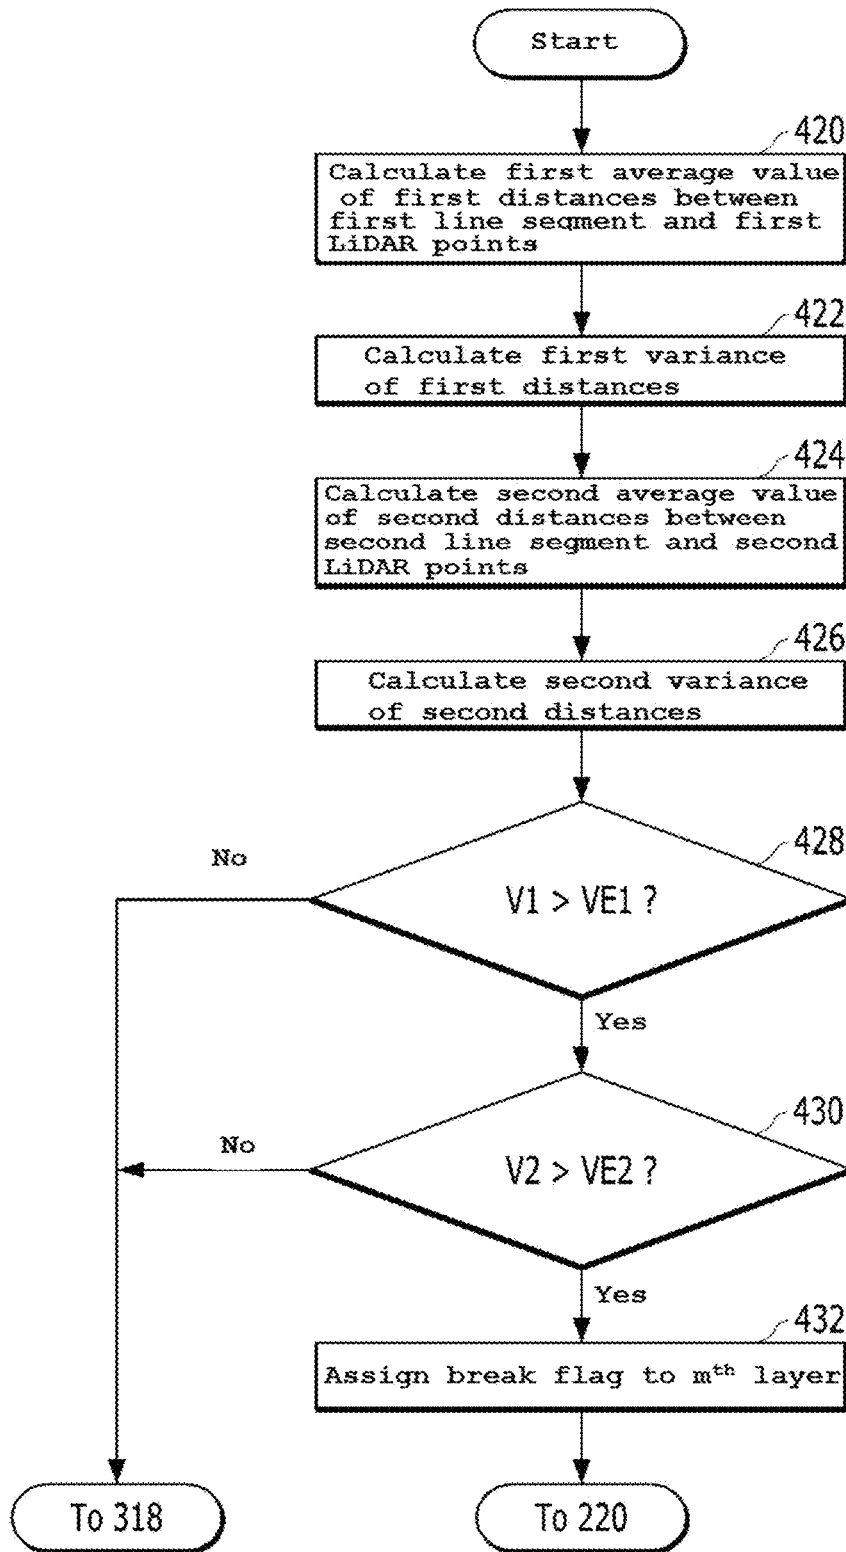 Start
420
Calculate first average value
of first distances between
first line segment and first
LiDAR points
422
Calculate first variance
of first distances
424
Calculate second average value
of second distances between
second line segment and second
LiDAR points
426
Calculate second variance
of second distances
428
No
V1 > VE1 ?
Yes
430
No
V2 > VE2 ?
Yes
432
Assign break flag to mᵗʰ layer
To 318
To 220